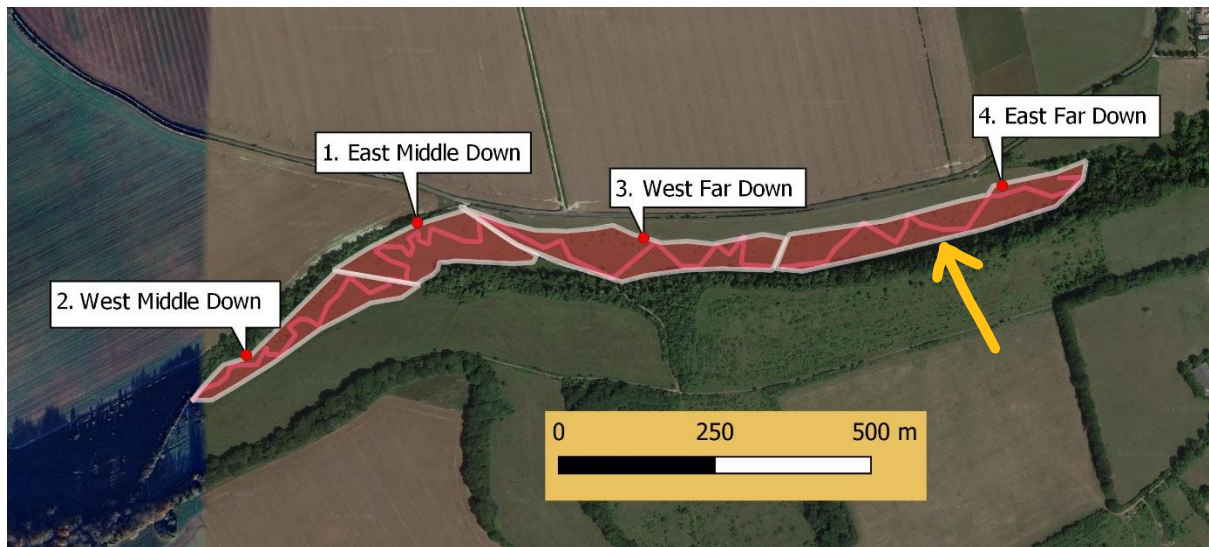 4. East Far Down
1. East Middle Down
3. West Far Down
2. West Middle Down
0 250 500 m